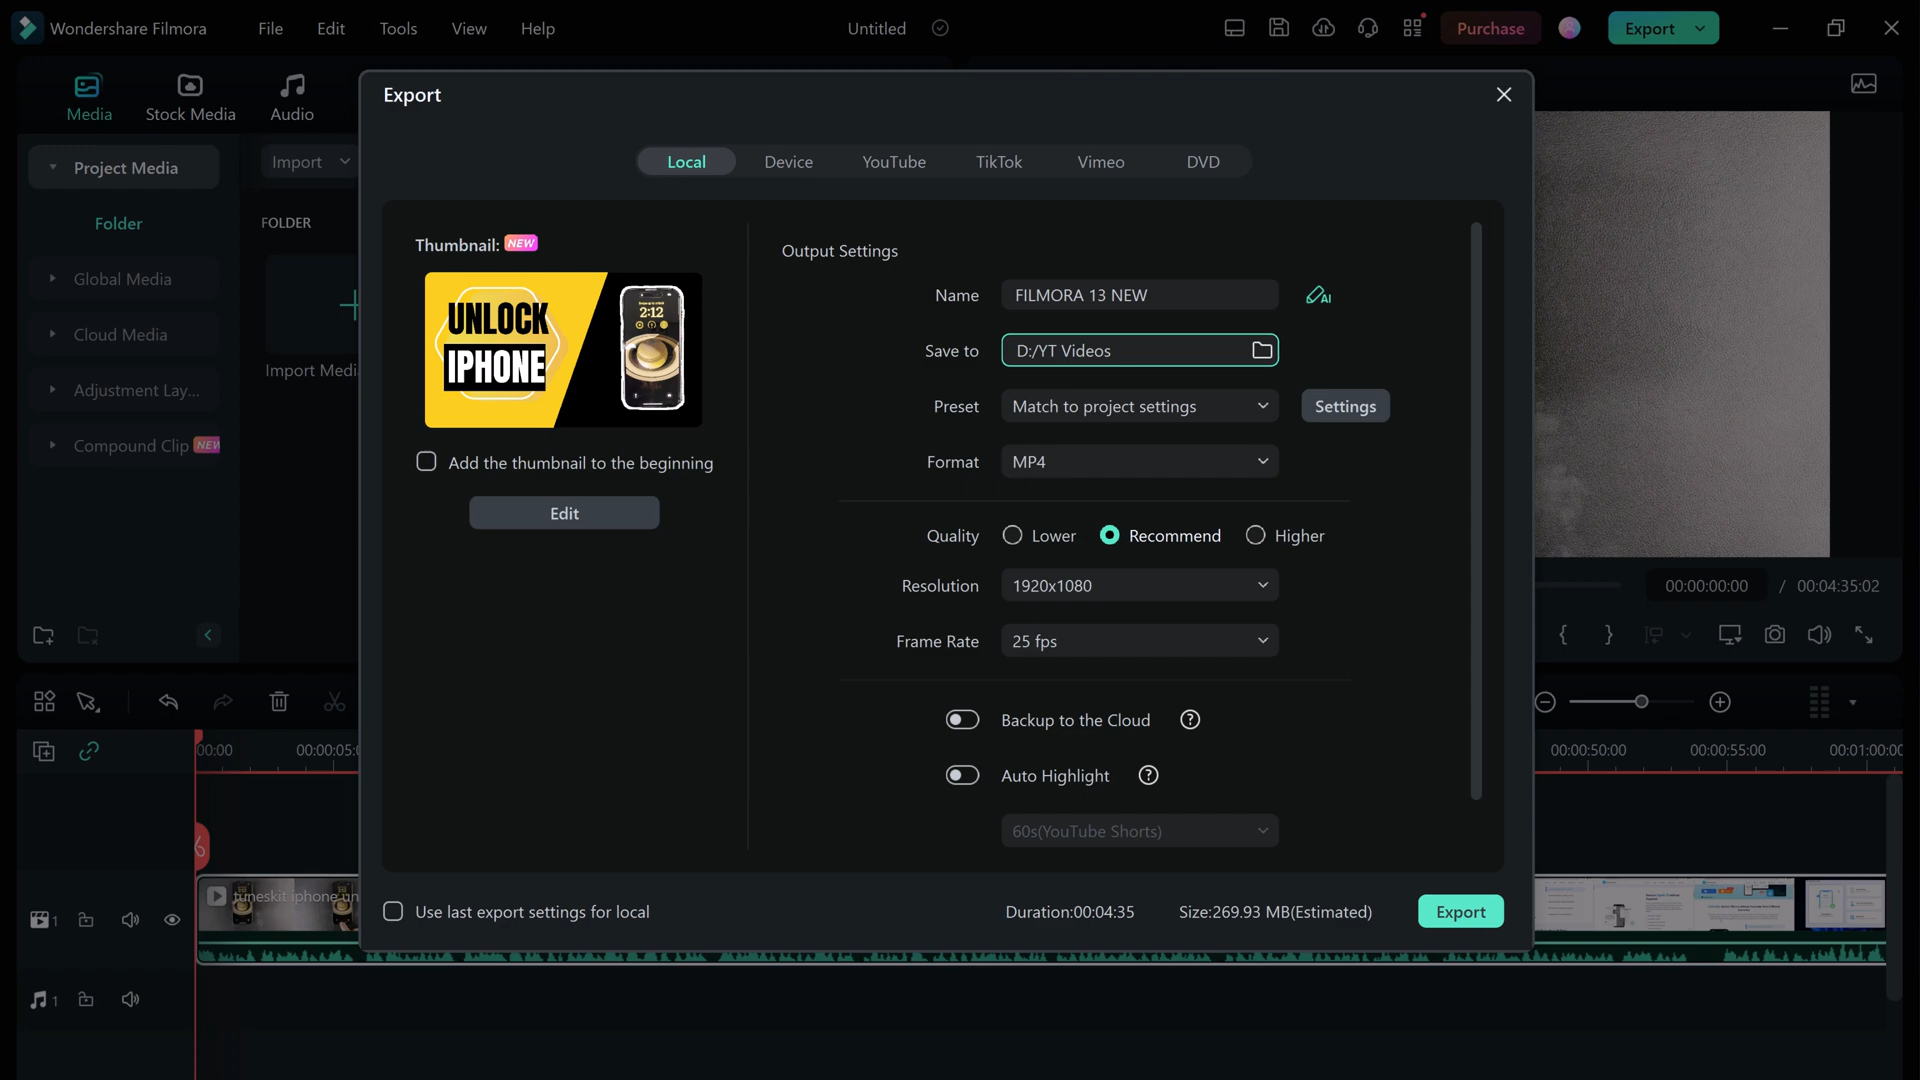 Wondershare Filmora
File
Edit
Tools
View
Help
Untitled
Purchase
Export
Media
Stock Media
Audio
Project Media
Folder
Global Media
Cloud Media
Adjustment Lay...
Compound Clip NEW
Import
FOLDER
Import Media
Export
Local
Device
YouTube
TikTok
Vimeo
DVD
Thumbnail: NEW
UNLOCK
IPHONE
2:12
Add the thumbnail to the beginning
Edit
Output Settings
Name
FILMORA 13 NEW
AI
Save to
D:/YT Videos
Preset
Match to project settings
Settings
Format
MP4
Quality
Lower
Recommend
Higher
Resolution
1920x1080
Frame Rate
25 fps
Backup to the Cloud
Auto Highlight
60s(YouTube Shorts)
Use last export settings for local
Duration:00:04:35
Size:269.93 MB(Estimated)
Export
00:00:00:00 / 00:04:35:02
00:00
00:00:05:0
00:00:50:00
00:00:55:00
00:01:00:00
tuneskit iphone un
1
1